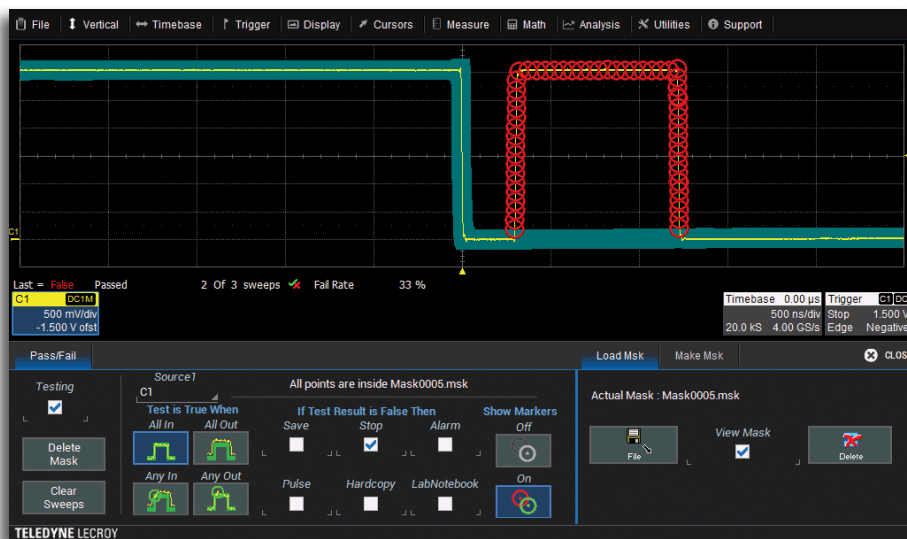 File Vertical Timebase Trigger Display Cursors Measure Math Analysis Utilities Support
C1
Last = False Passed 2 Of 3 sweeps Fail Rate 33 %
C1 DC1M
500 mV/div
-1.500 V ofst
Timebase 0.00 µs
500 ns/div
20.0 kS 4.00 GS/s
Trigger C1 DC
Stop 1.500 V
Edge Negative
Pass/Fail
Load Msk Make Msk CLOS
Testing
Delete Mask
Clear Sweeps
Source1
C1
All points are inside Mask0005.msk
Test is True When
All In All Out
Any In Any Out
If Test Result is False Then
Save Stop Alarm
Pulse Hardcopy LabNotebook
Show Markers
Off
On
Actual Mask : Mask0005.msk
File
View Mask
Delete
TELEDYNE LECROY